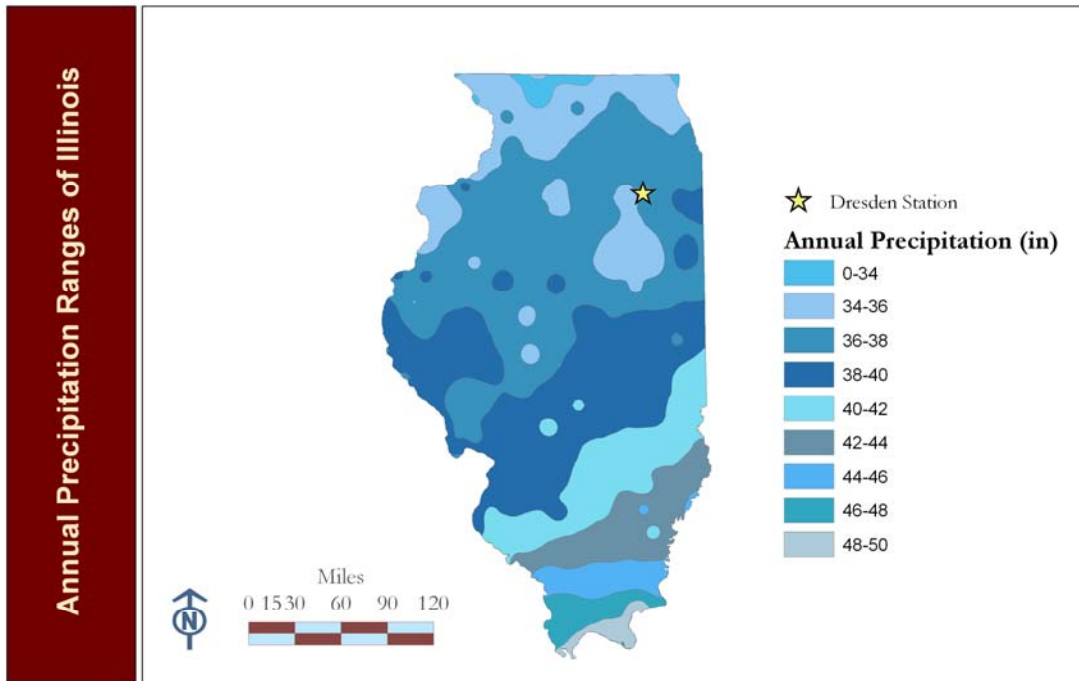 Annual Precipitation Ranges of Illinois
Dresden Station
Annual Precipitation (in)
0-34
34-36
36-38
38-40
40-42
42-44
44-46
46-48
48-50
Miles
0 15 30 60 90 120
N